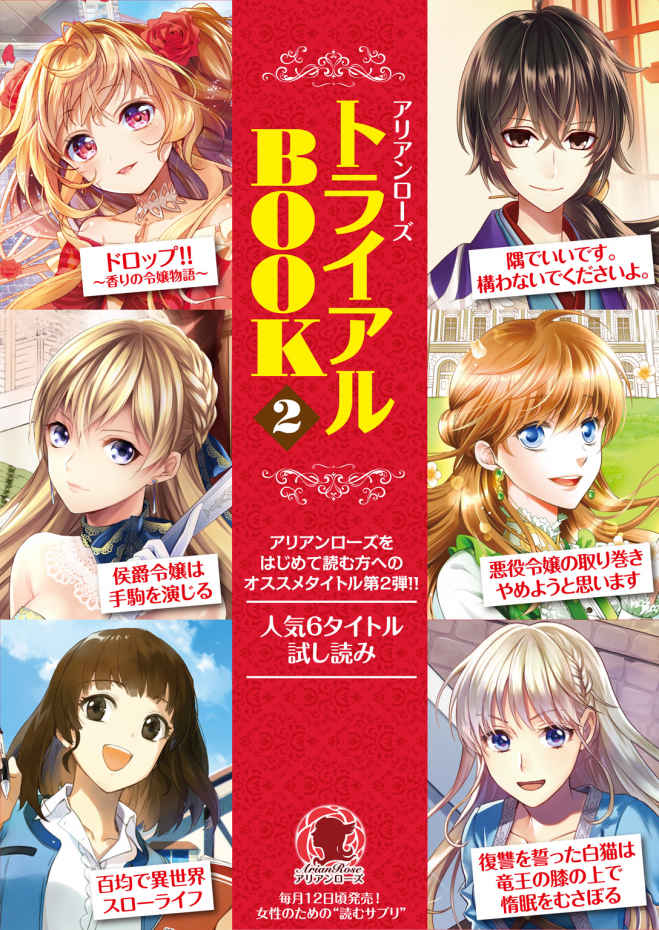 アリアンローズ
トライアル
BOOK
2
アリアンローズを
はじめて読む方への
オススメタイトル第2弾!!
人気6タイトル
試し読み
ドロップ!!
~香りの令嬢物語~
隅でいいです。
構わないでくださいよ。
侯爵令嬢は
手駒を演じる
悪役令嬢の取り巻き
やめようと思います
百均で異世界
スローライフ
復讐を誓った白猫は
竜王の膝の上で
惰眠をむさぼる
ArianRose
アリアンローズ
毎月12日頃発売!
女性のための“読むサプリ”